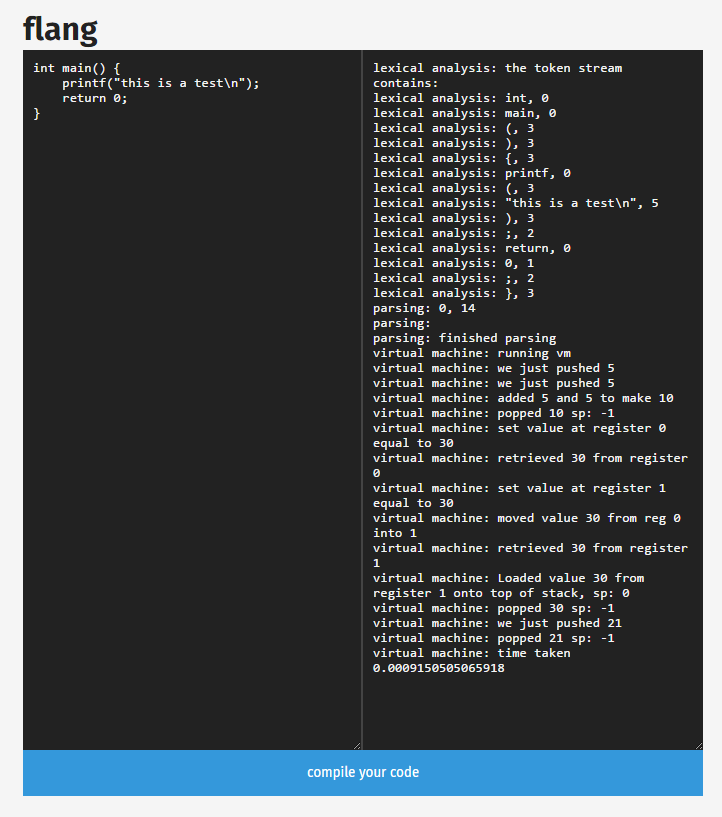 flang
int main() {
    printf("this is a test\n");
    return 0;
}
lexical analysis: the token stream
contains:
lexical analysis: int, 0
lexical analysis: main, 0
lexical analysis: (, 3
lexical analysis: ), 3
lexical analysis: {, 3
lexical analysis: printf, 0
lexical analysis: (, 3
lexical analysis: "this is a test\n", 5
lexical analysis: ), 3
lexical analysis: ;, 2
lexical analysis: return, 0
lexical analysis: 0, 1
lexical analysis: ;, 2
lexical analysis: }, 3
parsing: 0, 14
parsing:
parsing: finished parsing
virtual machine: running vm
virtual machine: we just pushed 5
virtual machine: we just pushed 5
virtual machine: added 5 and 5 to make 10
virtual machine: popped 10 sp: -1
virtual machine: set value at register 0
equal to 30
virtual machine: retrieved 30 from register
0
virtual machine: set value at register 1
equal to 30
virtual machine: moved value 30 from reg 0
into 1
virtual machine: retrieved 30 from register
1
virtual machine: Loaded value 30 from
register 1 onto top of stack, sp: 0
virtual machine: popped 30 sp: -1
virtual machine: we just pushed 21
virtual machine: popped 21 sp: -1
virtual machine: time taken
0.0009150505065918
compile your code